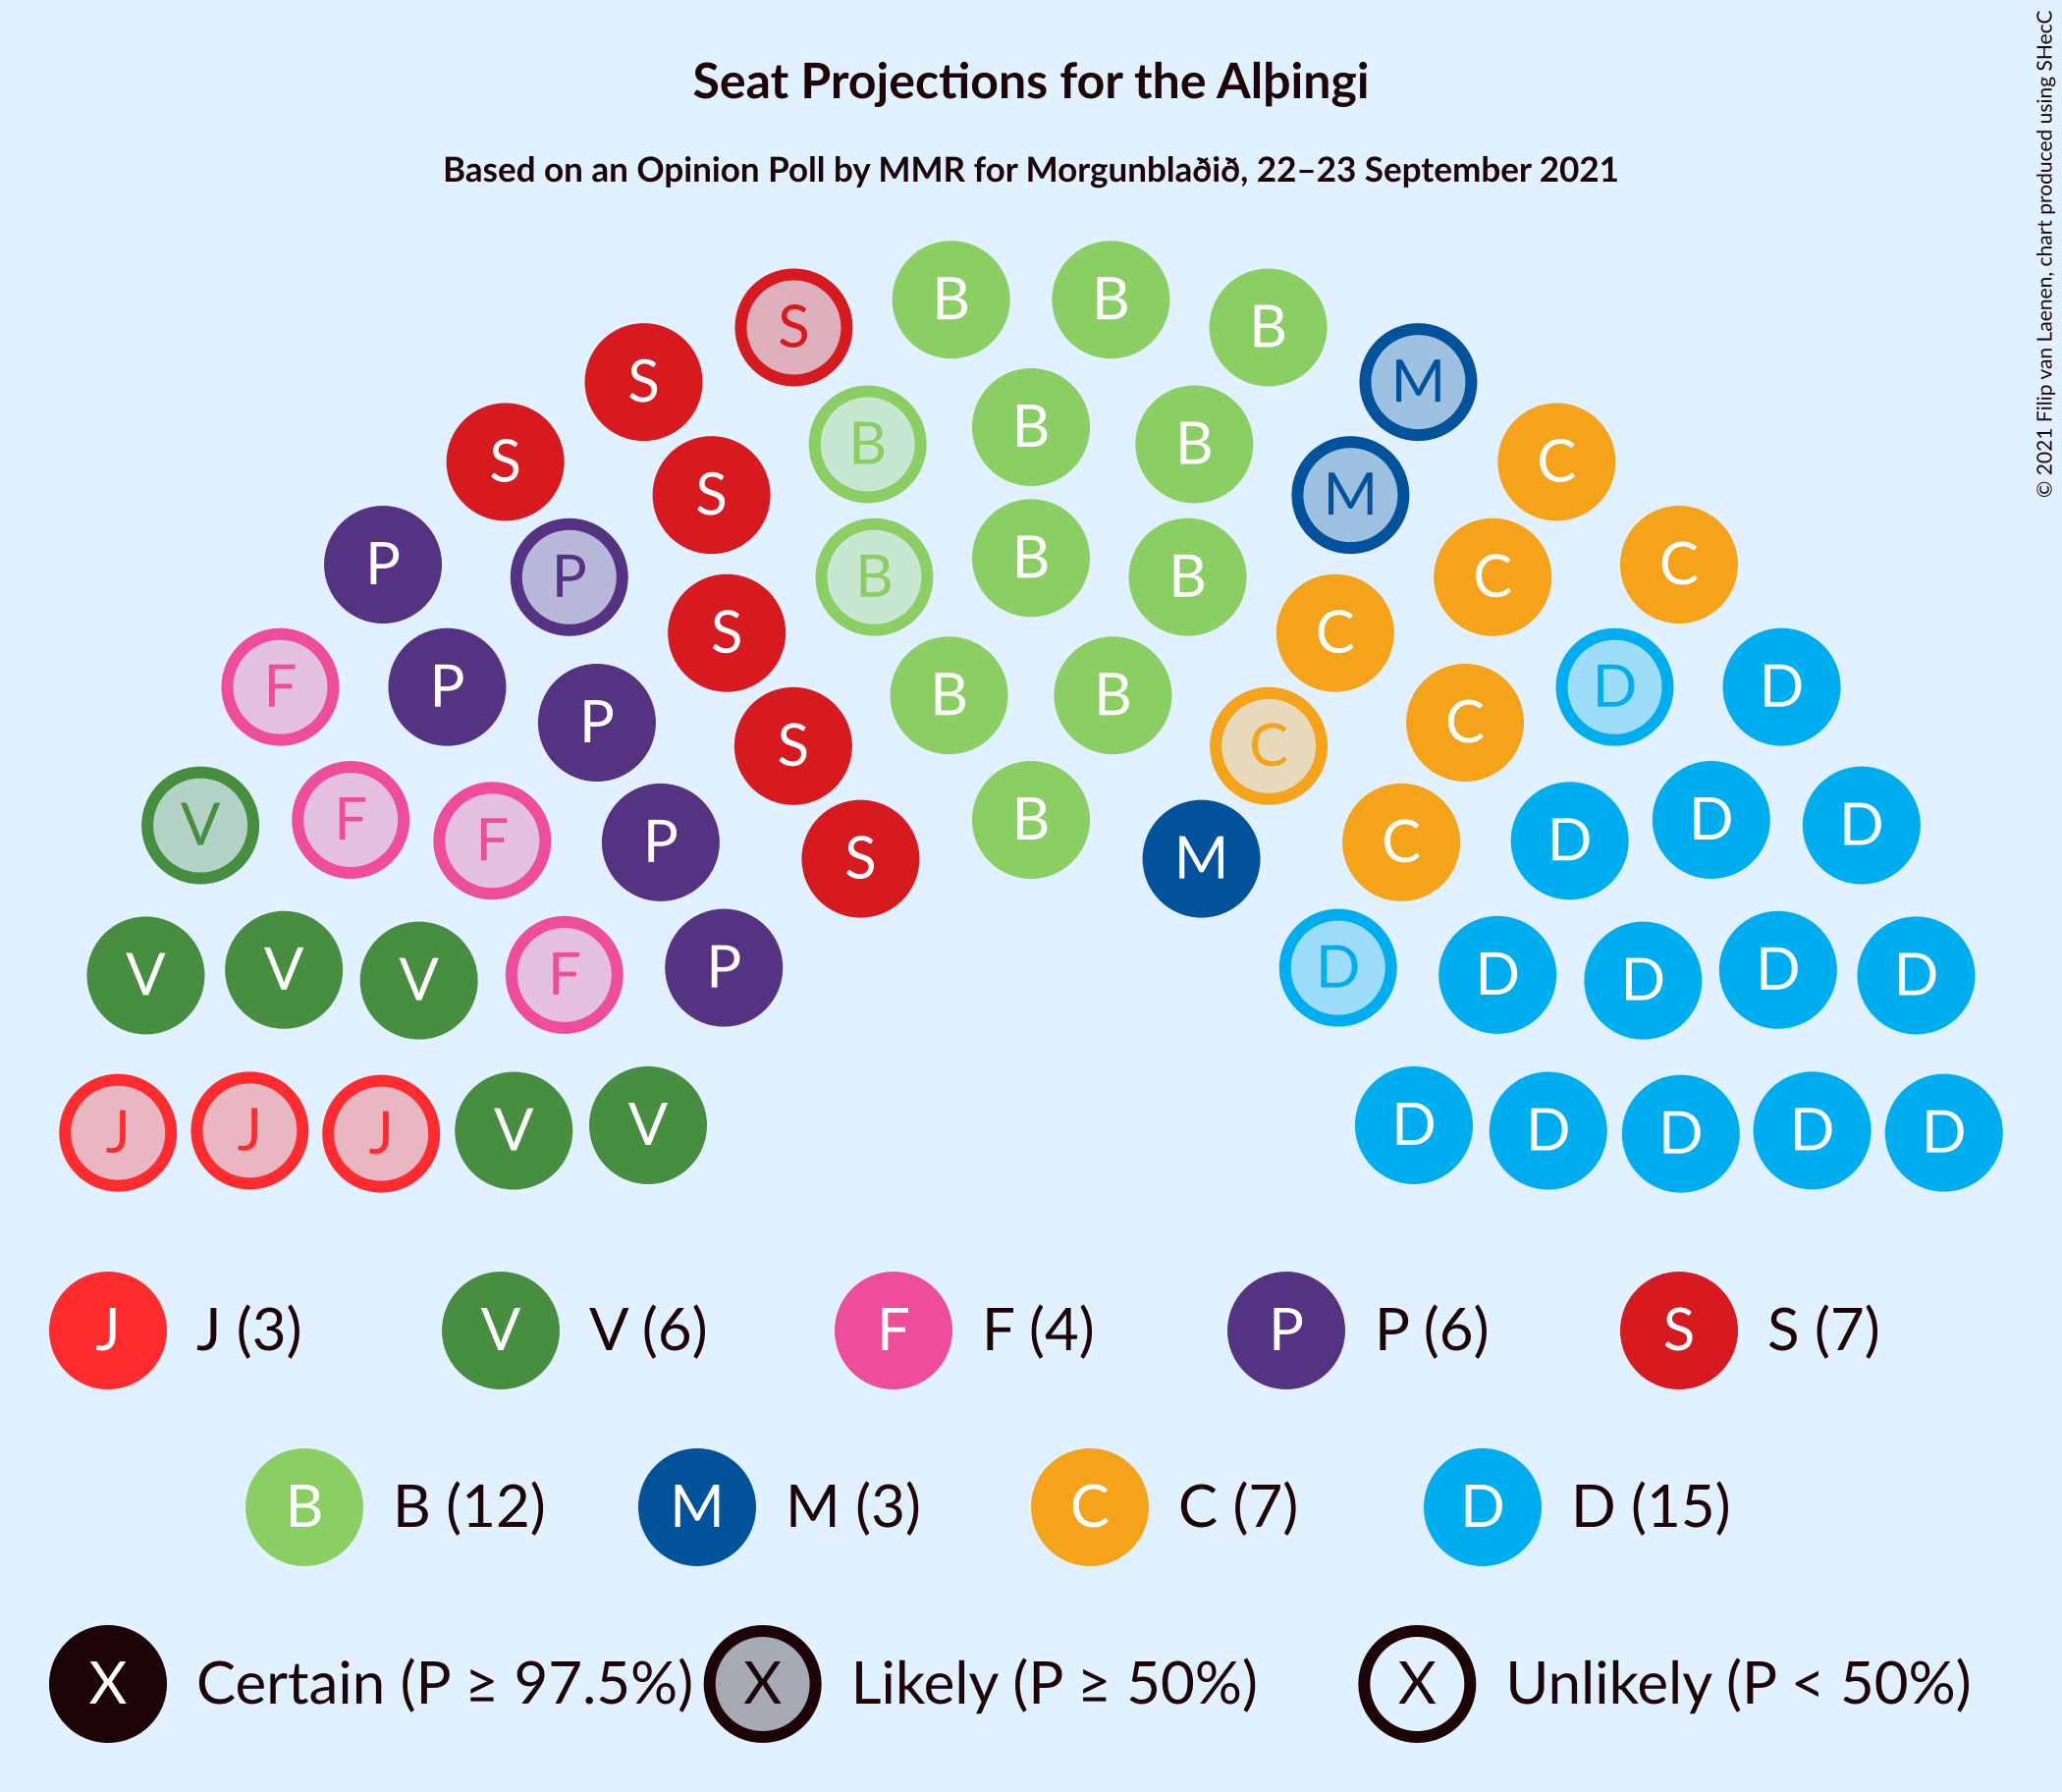 Seat Projections for the Alþingi
Based on an Opinion Poll by MMR for Morgunblaðið, 22–23 September 2021
© 2021 Filip van Laenen, chart produced using SHecC
B B
S B
S M
B B B
S C
S M
B B
P P S B B C C
S C
F P D D
B B
P C
S C
V F F P D D D
B C
S M
V V V F P D D D D D
J J J V V D D D D D
J J (3) V V (6) F F (4) P P (6) S S (7)
B B (12) M M (3) C C (7) D D (15)
X Certain (P ≥ 97.5%) X Likely (P ≥ 50%) X Unlikely (P < 50%)